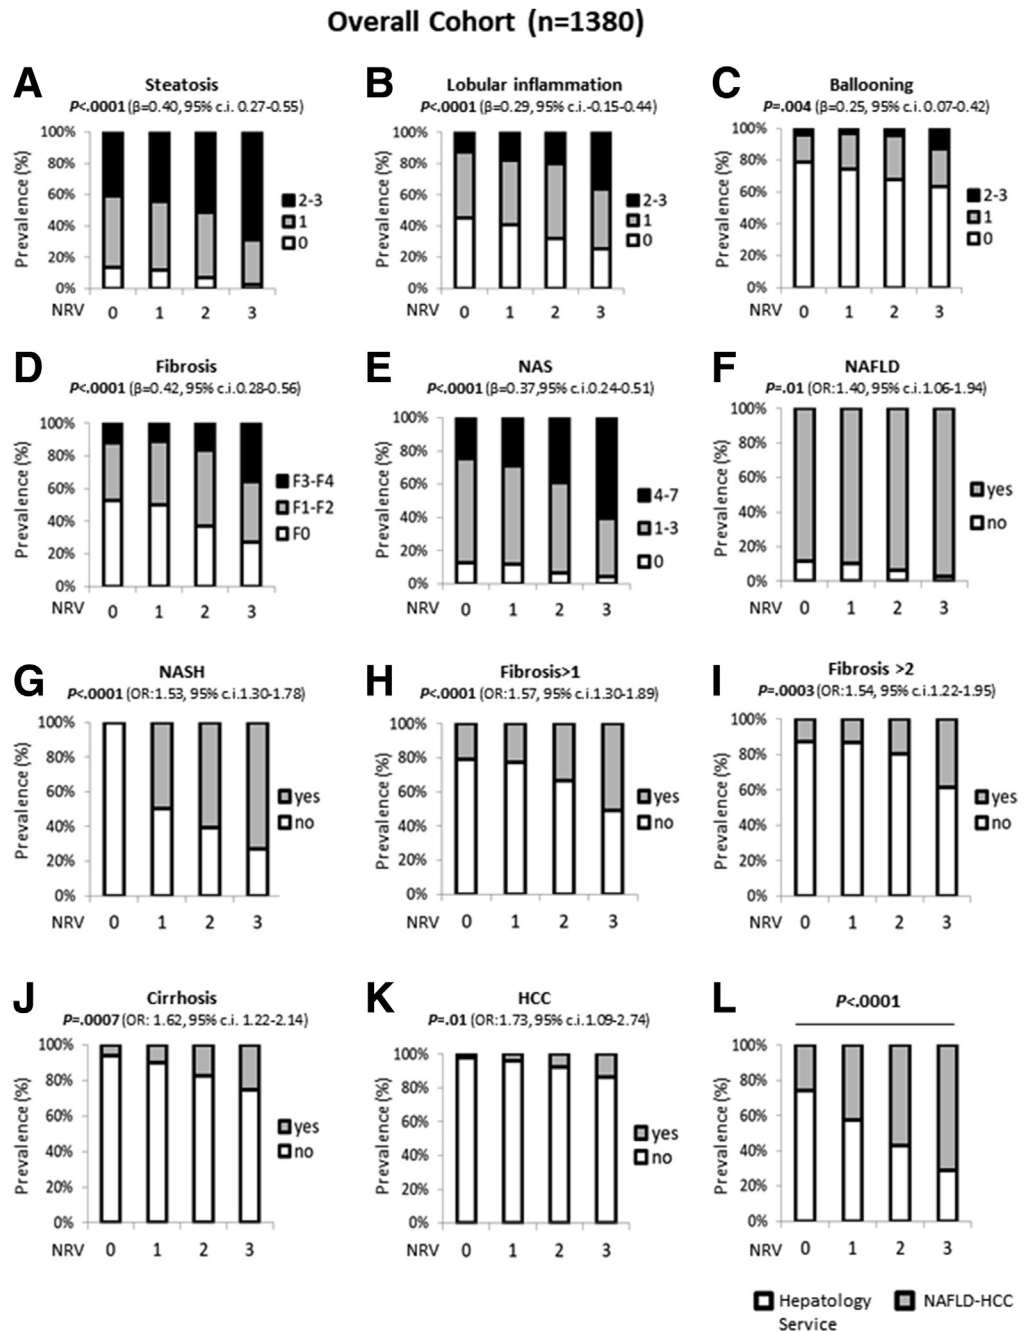 Overall Cohort (n=1380)
A
Steatosis
P<.0001 (β=0.40, 95% c.i. 0.27-0.55)
Prevalence (%)
100%
80%
60%
40%
20%
0%
NRV 0 1 2 3
2-3
1
0
B
Lobular inflammation
P<.0001 (β=0.29, 95% c.i.-0.15-0.44)
Prevalence (%)
100%
80%
60%
40%
20%
0%
NRV 0 1 2 3
2-3
1
0
C
Ballooning
P=.004 (β=0.25, 95% c.i. 0.07-0.42)
Prevalence (%)
100%
80%
60%
40%
20%
0%
NRV 0 1 2 3
2-3
1
0
D
Fibrosis
P<.0001 (β=0.42, 95% c.i.0.28-0.56)
Prevalence (%)
100%
80%
60%
40%
20%
0%
NRV 0 1 2 3
F3-F4
F1-F2
F0
E
NAS
P<.0001 (β=0.37,95% c.i.0.24-0.51)
Prevalence (%)
100%
80%
60%
40%
20%
0%
NRV 0 1 2 3
4-7
1-3
0
F
NAFLD
P=.01 (OR:1.40, 95% c.i.1.06-1.94)
Prevalence (%)
100%
80%
60%
40%
20%
0%
NRV 0 1 2 3
yes
no
G
NASH
P<.0001 (OR:1.53, 95% c.i.1.30-1.78)
Prevalence (%)
100%
80%
60%
40%
20%
0%
NRV 0 1 2 3
yes
no
H
Fibrosis>1
P<.0001 (OR:1.57, 95% c.i.1.30-1.89)
Prevalence (%)
100%
80%
60%
40%
20%
0%
NRV 0 1 2 3
yes
no
I
Fibrosis >2
P=.0003 (OR:1.54, 95% c.i.1.22-1.95)
Prevalence (%)
100%
80%
60%
40%
20%
0%
NRV 0 1 2 3
yes
no
J
Cirrhosis
P=.0007 (OR: 1.62, 95% c.i. 1.22-2.14)
Prevalence (%)
100%
80%
60%
40%
20%
0%
NRV 0 1 2 3
yes
no
K
HCC
P=.01 (OR:1.73, 95% c.i.1.09-2.74)
Prevalence (%)
100%
80%
60%
40%
20%
0%
NRV 0 1 2 3
yes
no
L
P<.0001
Prevalence (%)
100%
80%
60%
40%
20%
0%
NRV 0 1 2 3
Hepatology Service
NAFLD-HCC